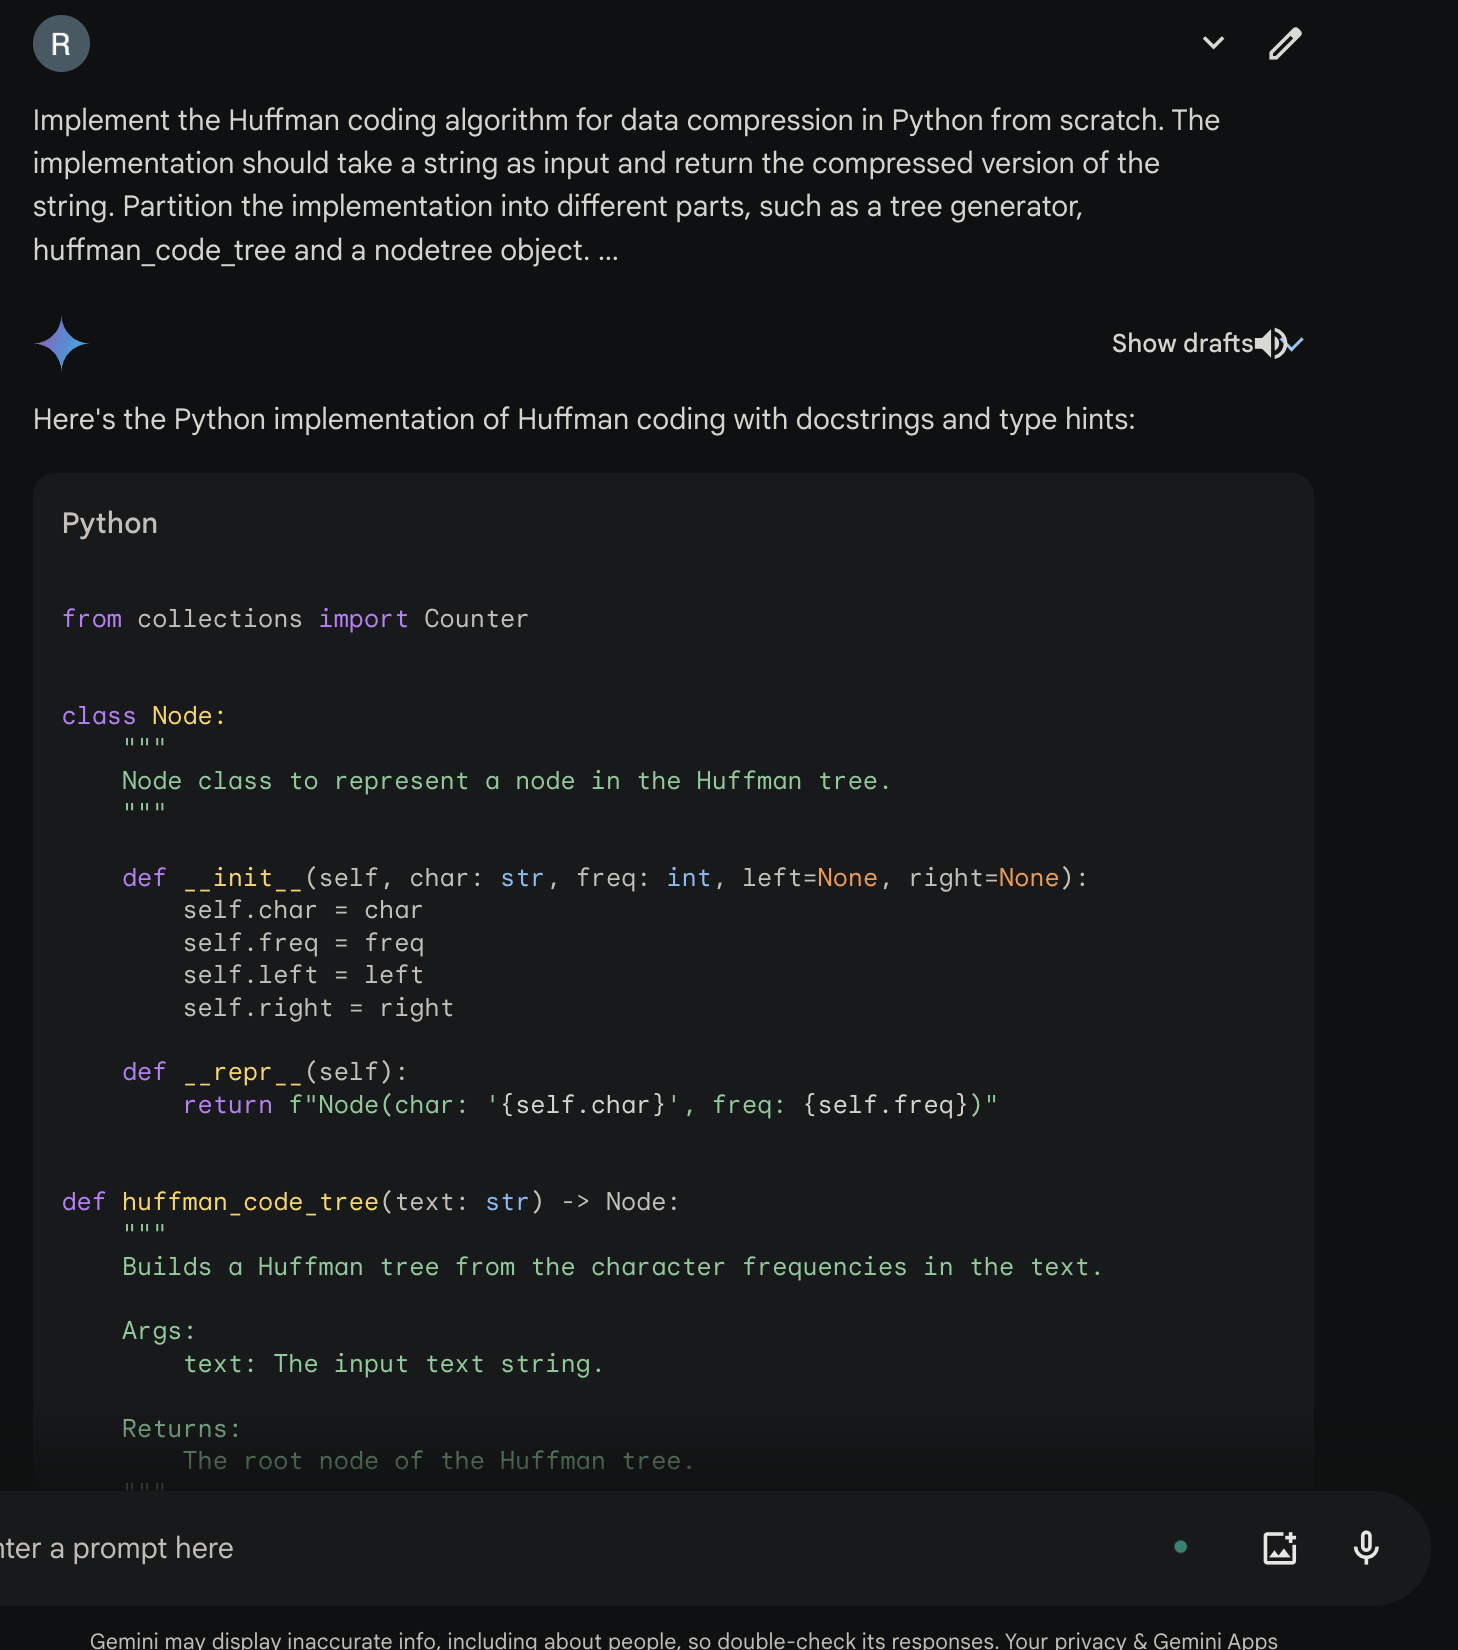 R
Implement the Huffman coding algorithm for data compression in Python from scratch. The
implementation should take a string as input and return the compressed version of the
string. Partition the implementation into different parts, such as a tree generator,
huffman_code_tree and a nodetree object. ...
Show drafts
Here's the Python implementation of Huffman coding with docstrings and type hints:
Python
from collections import Counter
class Node:
    """
    Node class to represent a node in the Huffman tree.
    """
    def __init__(self, char: str, freq: int, left=None, right=None):
        self.char = char
        self.freq = freq
        self.left = left
        self.right = right
    def __repr__(self):
        return f"Node(char: '{self.char}', freq: {self.freq})"
def huffman_code_tree(text: str) -> Node:
    """
    Builds a Huffman tree from the character frequencies in the text.
    Args:
        text: The input text string.
    Returns:
        The root node of the Huffman tree.
    """
nter a prompt here
Gemini may display inaccurate info, including about people, so double-check its responses. Your privacy & Gemini Apps